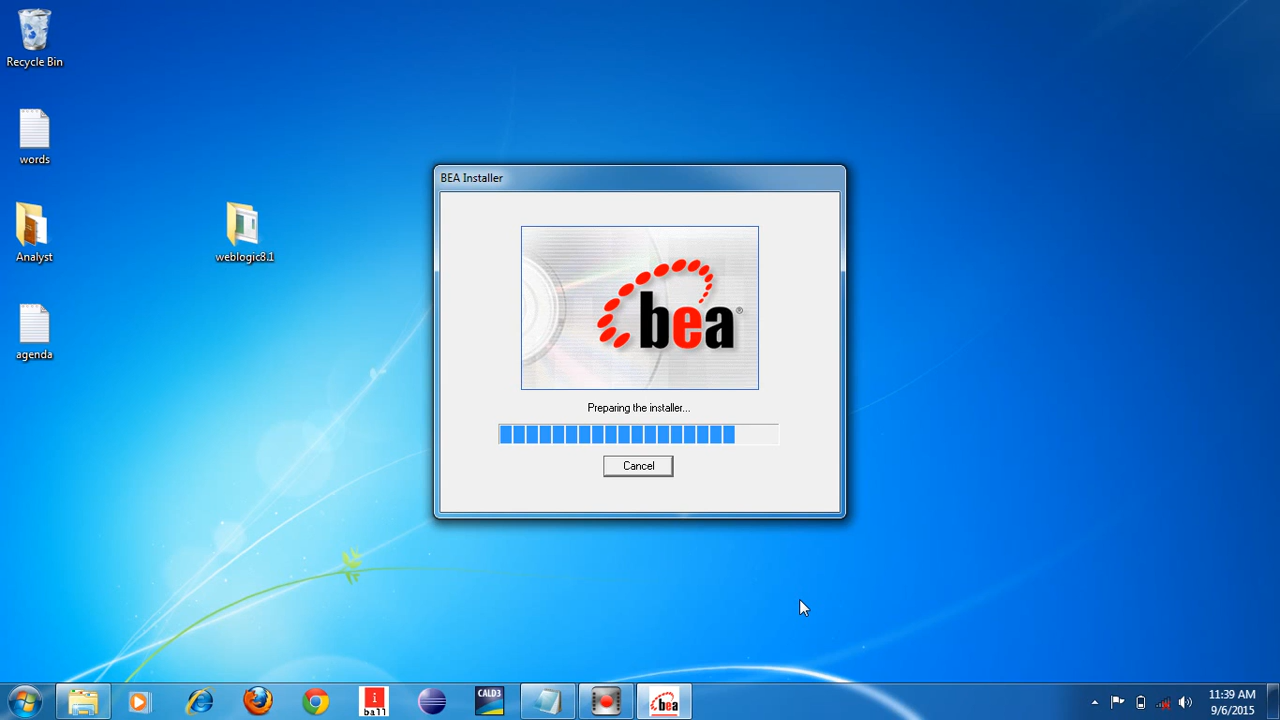 Recycle Bin
words
Analyst
weblogic8.1
agenda
BEA Installer
bea®
Preparing the installer...
Cancel
i
ball
CALD3
bea
11:39 AM
9/6/2015